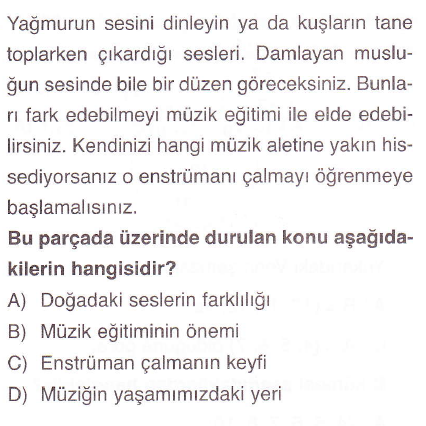 Yağmurun sesini dinleyin ya da kuşların tane
toplarken çıkardığı sesleri. Damlayan muslu-
ğun sesinde bile bir düzen göreceksiniz. Bunla-
rı fark edebilmeyi müzik eğitimi ile elde edebi-
lirsiniz. Kendinizi hangi müzik aletine yakın his-
sediyorsanız o enstrümanı çalmayı öğrenmeye
başlamalısınız.
Bu parçada üzerinde durulan konu aşağıda-
kilerin hangisidir?
A) Doğadaki seslerin farklılığı
B) Müzik eğitiminin önemi
C) Enstrüman çalmanın keyfi
D) Müziğin yaşamımızdaki yeri